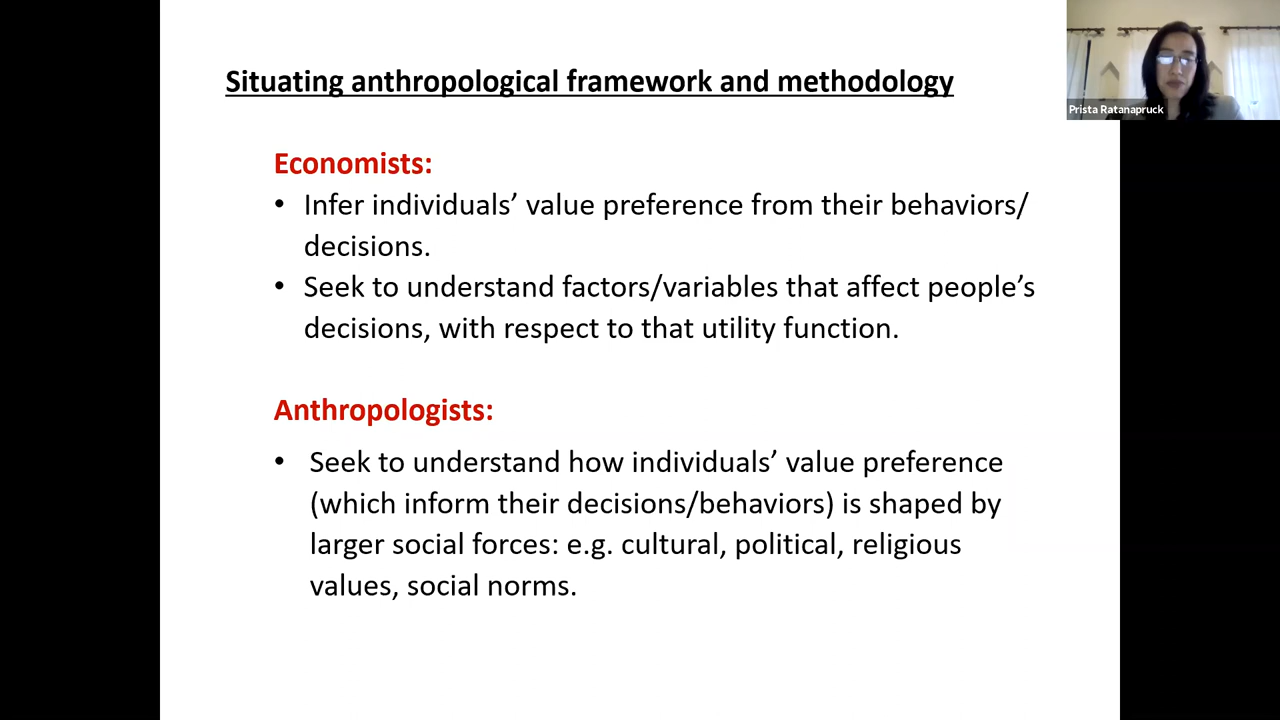 Situating anthropological framework and methodology
Prista Ratanapruck
Economists:
• Infer individuals’ value preference from their behaviors/
decisions.
• Seek to understand factors/variables that affect people’s
decisions, with respect to that utility function.
Anthropologists:
• Seek to understand how individuals’ value preference
(which inform their decisions/behaviors) is shaped by
larger social forces: e.g. cultural, political, religious
values, social norms.